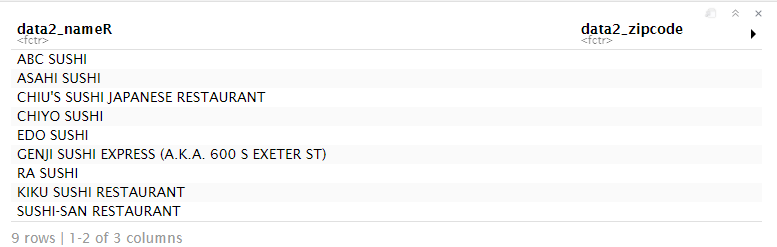 data2_nameR data2_zipcode
<fctr> <fctr>
ABC SUSHI
ASAHI SUSHI
CHIU'S SUSHI JAPANESE RESTAURANT
CHIYO SUSHI
EDO SUSHI
GENJI SUSHI EXPRESS (A.K.A. 600 S EXETER ST)
RA SUSHI
KIKU SUSHI RESTAURANT
SUSHI-SAN RESTAURANT
9 rows | 1-2 of 3 columns